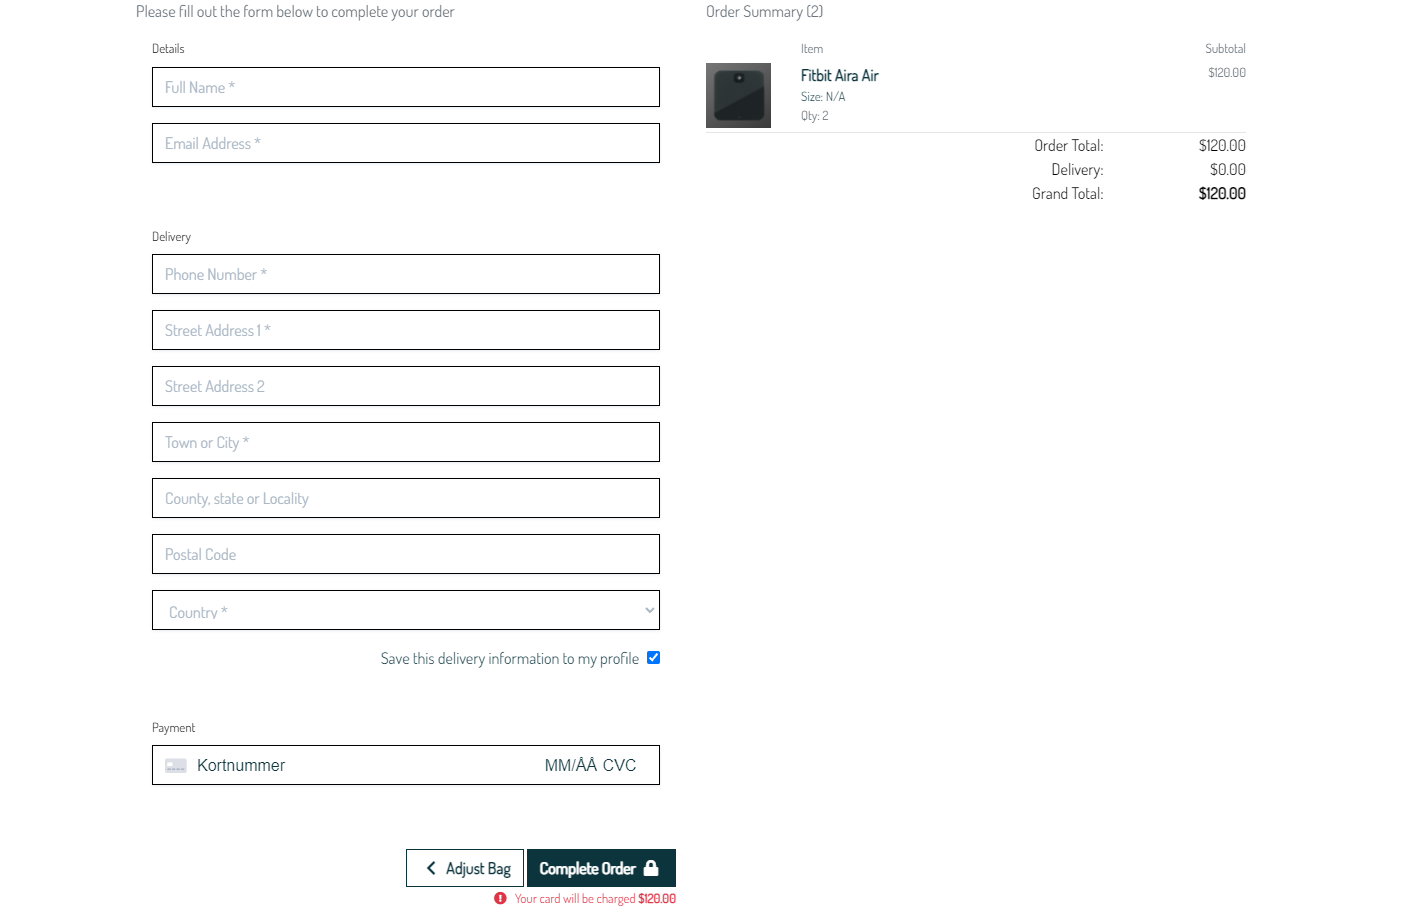 Please fill out the form below to complete your order
Details
Full Name *
Email Address *
Delivery
Phone Number *
Street Address 1 *
Street Address 2
Town or City *
County, state or Locality
Postal Code
Country *
Save this delivery information to my profile
Payment
Kortnummer MM/ÅÅ CVC
Adjust Bag Complete Order
Your card will be charged $120.00
Order Summary (2)
Item Subtotal
Fitbit Aira Air $120.00
Size: N/A
Qty: 2
Order Total: $120.00
Delivery: $0.00
Grand Total: $120.00